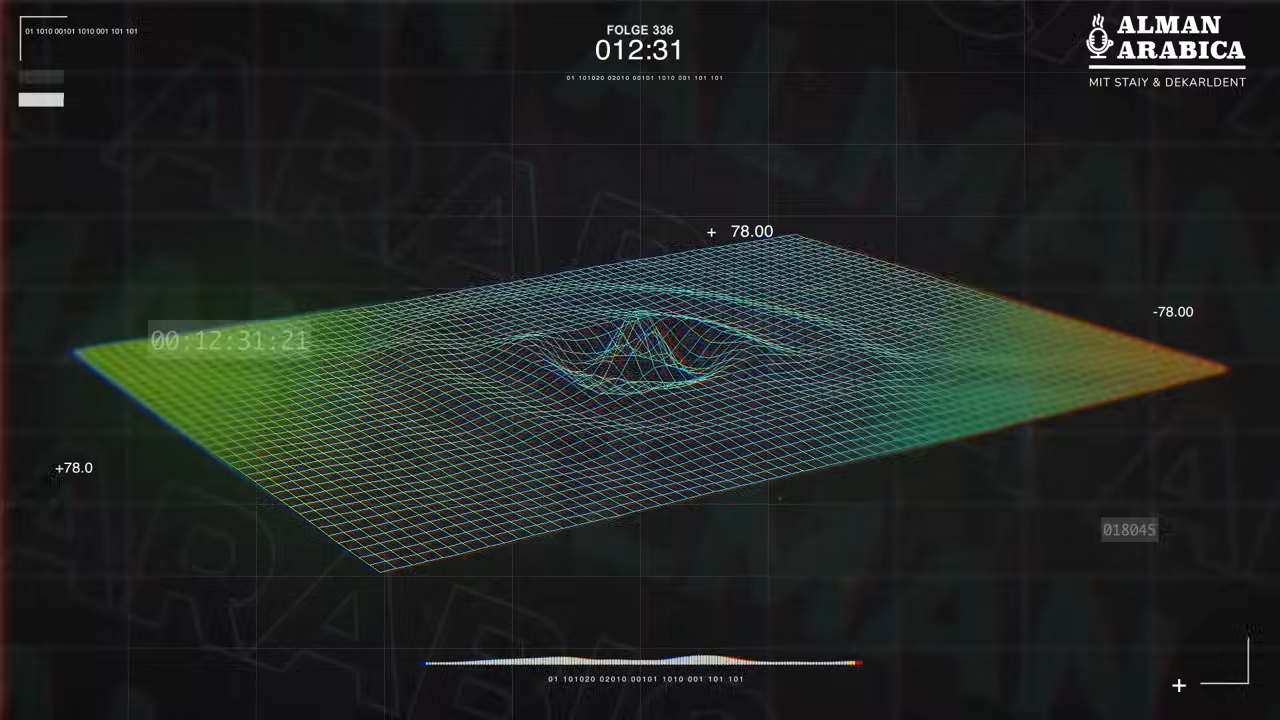 01 1010 00101 1010 001 101 101
FOLGE 336
012:31
01 101020 02010 00101 1010 001 101 101
ALMAN
ARABICA
MIT STAIY & DEKARLDENT
+ 78.00
-78.00
00:12:31:21
+78.0
018045
01 101020 02010 00101 1010 001 101 101
+